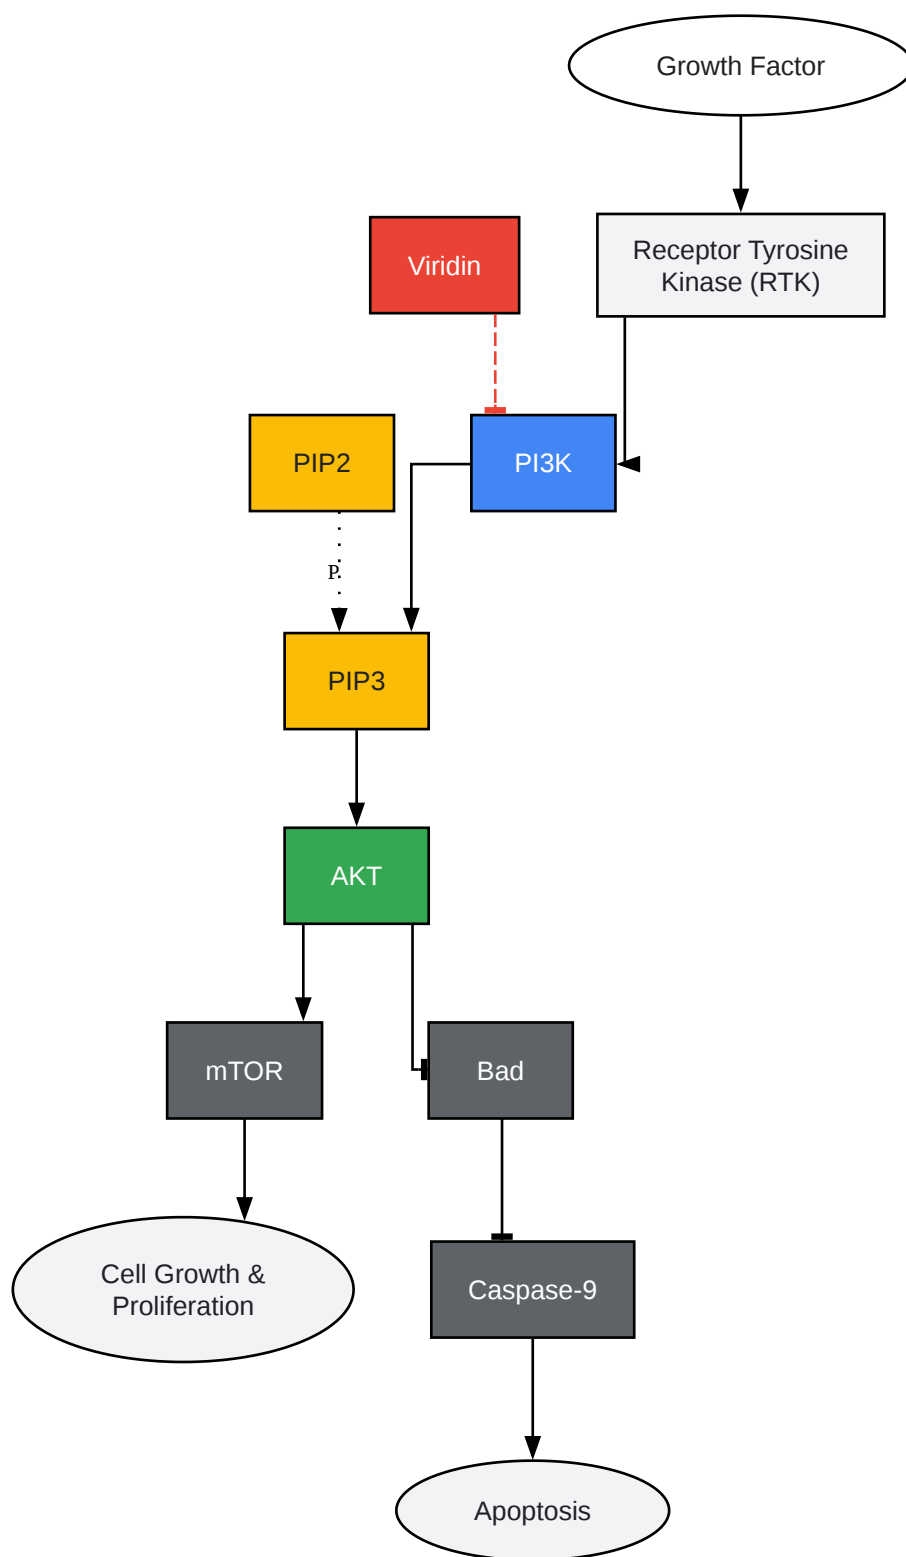 Growth Factor
Receptor Tyrosine
Kinase (RTK)
Viridin
PIP2
PI3K
P
PIP3
AKT
mTOR
Bad
Cell Growth &
Proliferation
Caspase-9
Apoptosis